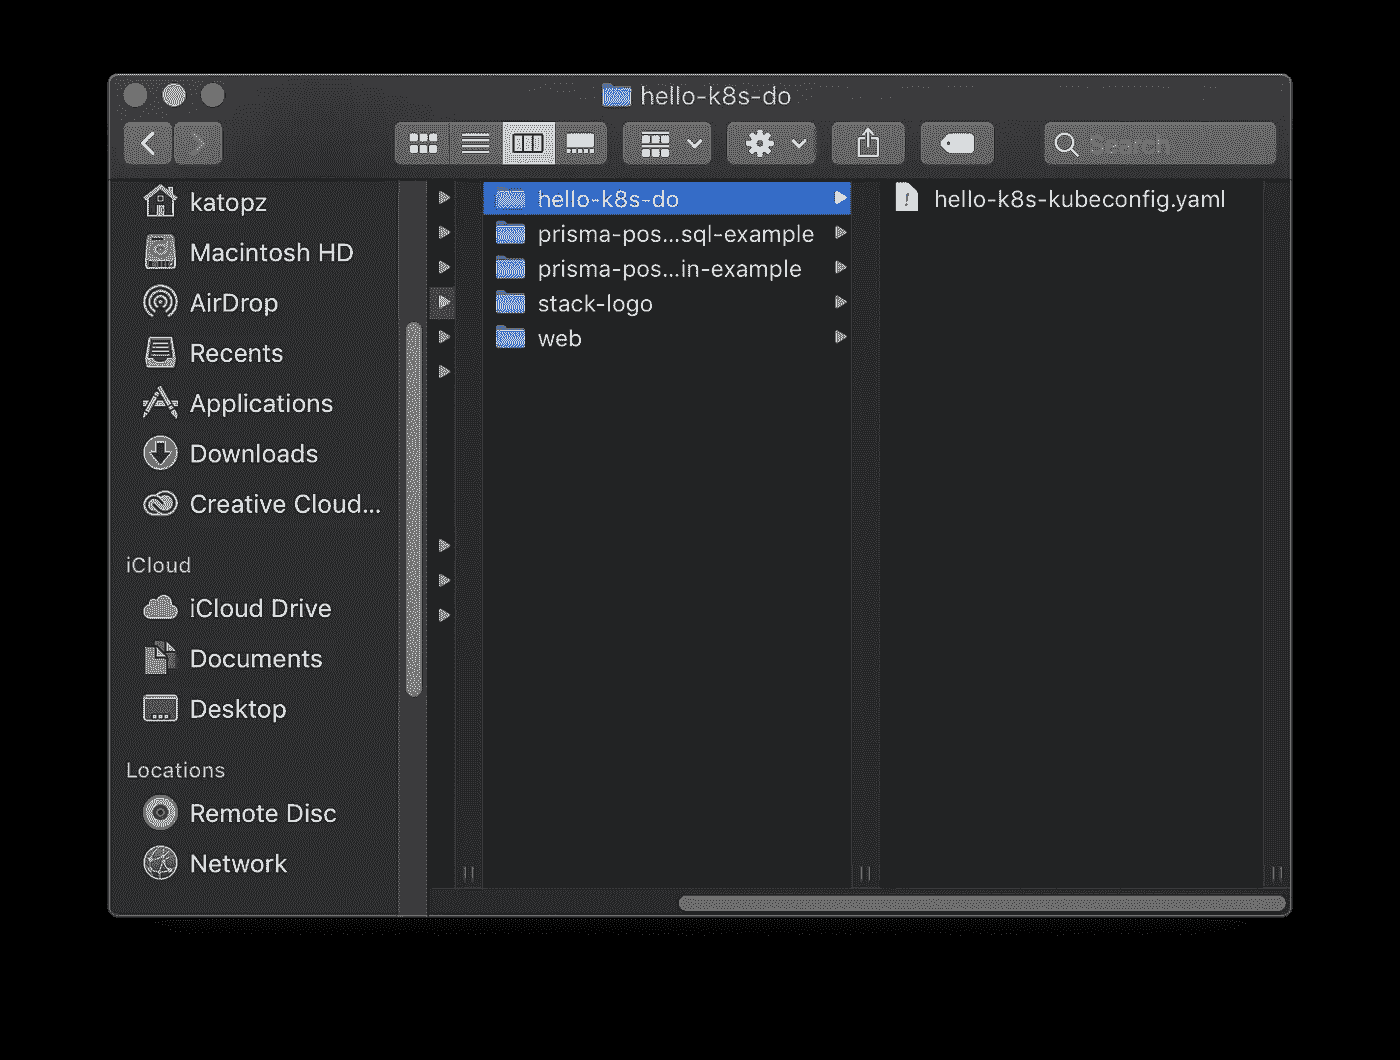 hello-k8s-do
Search
katopz
Macintosh HD
AirDrop
Recents
Applications
Downloads
Creative Cloud...
iCloud
iCloud Drive
Documents
Desktop
Locations
Remote Disc
Network
hello-k8s-do
prisma-pos...sql-example
prisma-pos...in-example
stack-logo
web
hello-k8s-kubeconfig.yaml